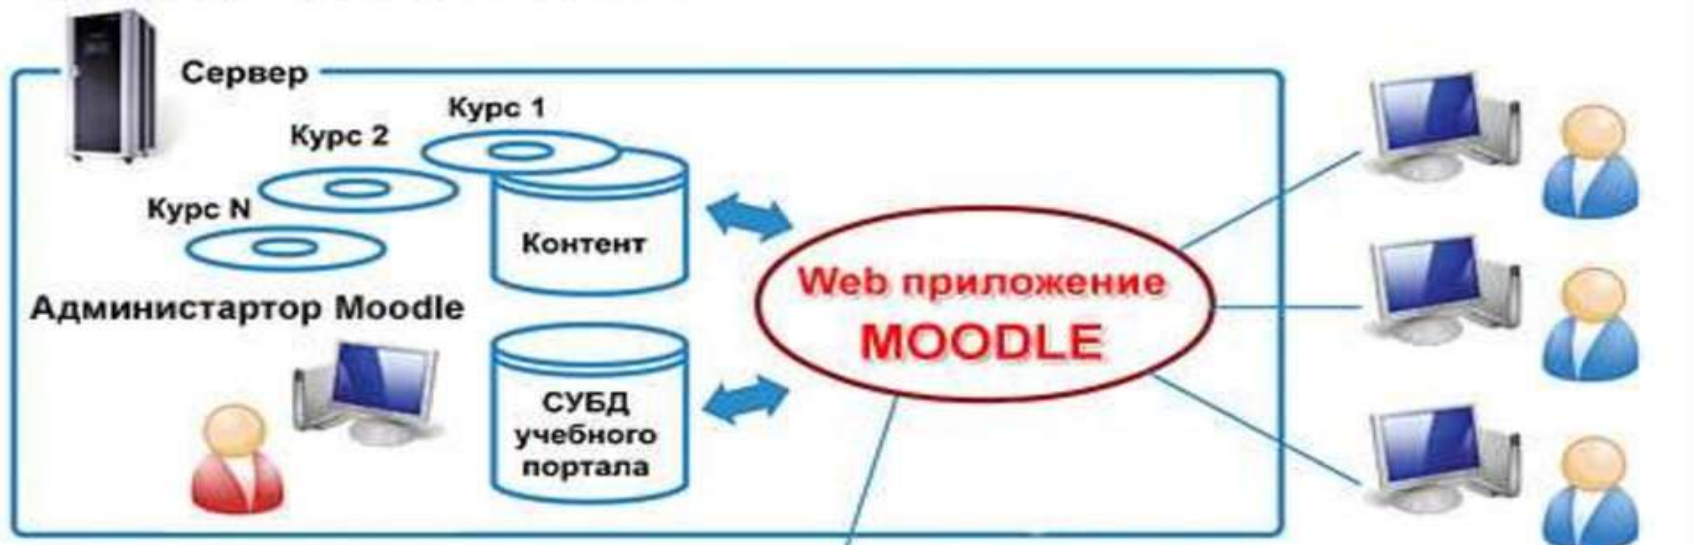 Сервер
Курс 1
Курс 2
Курс N
Контент
Администартор Moodle
Web приложение
MOODLE
СУБД
учебного
портала